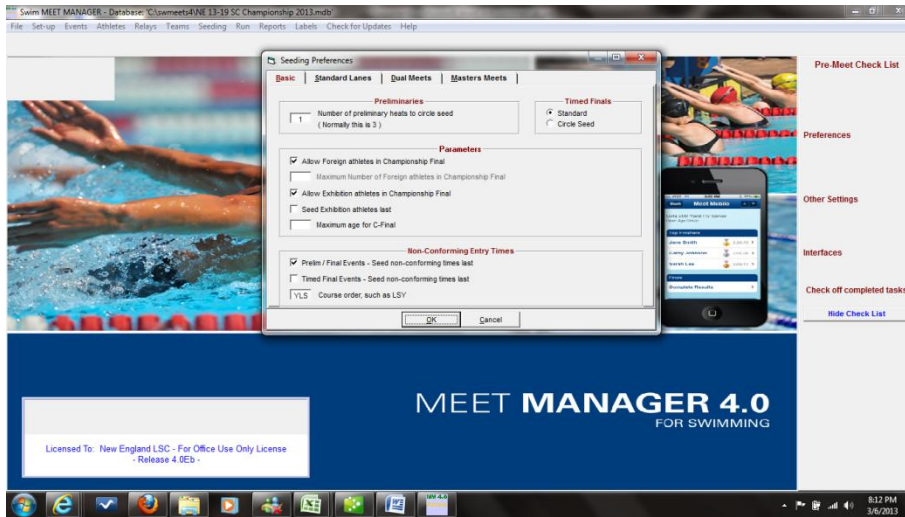 Swim MEET MANAGER - Database: 'C:\swmeets4\NE 13-19 SC Championship 2013.mdb'
File Set-up Events Athletes Relays Teams Seeding Run Reports Labels Check for Updates Help
Seeding Preferences
Basic Standard Lanes Dual Meets Masters Meets
Preliminaries
1 Number of preliminary heats to circle seed
( Normally this is 3 )
Timed Finals
Standard
Circle Seed
Parameters
Allow Foreign athletes in Championship Final
Maximum Number of Foreign athletes in Championship Final
Allow Exhibition athletes in Championship Final
Seed Exhibition athletes last
Maximum age for C-Final
Non-Conforming Entry Times
Prelim / Final Events - Seed non-conforming times last
Timed Final Events - Seed non-conforming times last
YLS Course order, such as LSY
OK Cancel
Pre-Meet Check List
Preferences
Other Settings
Interfaces
Check off completed tasks
Hide Check List
Meet Mobile
Jane Smith
Kathy Johnson
Sarah Lee
Complete Results
MEET MANAGER 4.0
FOR SWIMMING
Licensed To: New England LSC - For Office Use Only License
- Release 4.0Eb -
8:12 PM
3/6/2013